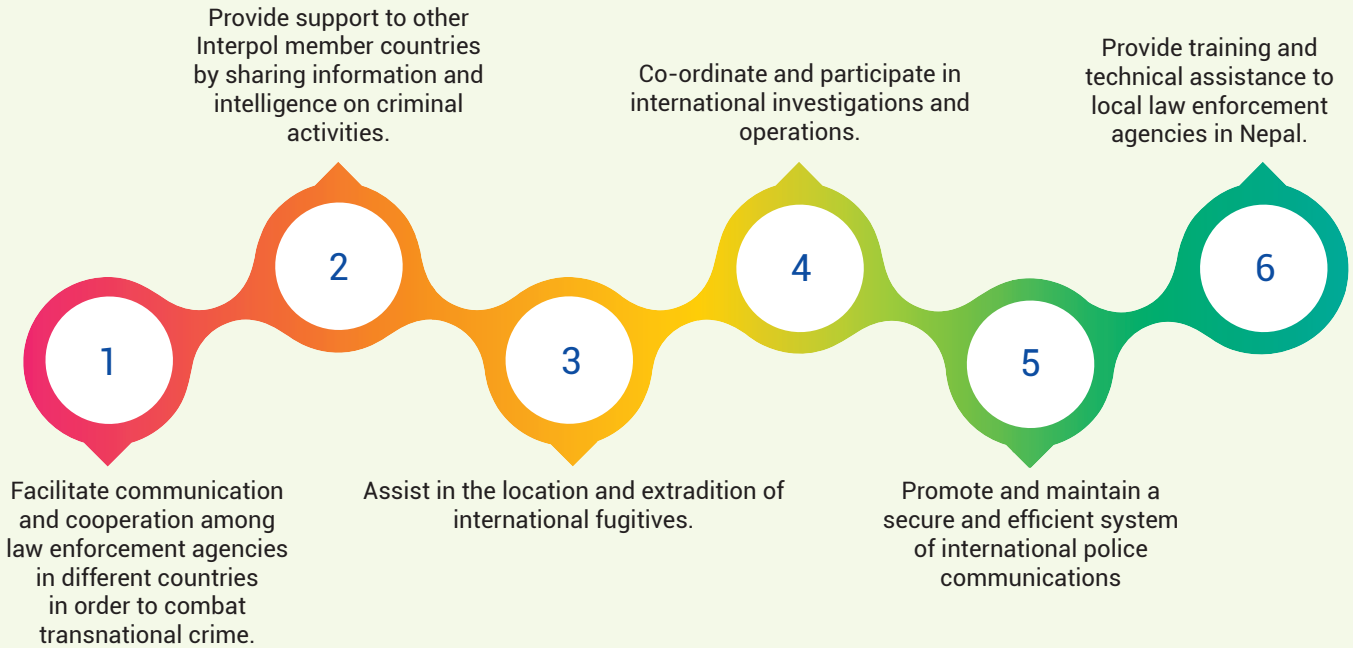 1
Facilitate communication
and cooperation among
law enforcement agencies
in different countries
in order to combat
transnational crime.
2
Provide support to other
Interpol member countries
by sharing information and
intelligence on criminal
activities.
3
Assist in the location and extradition of
international fugitives.
4
Co-ordinate and participate in
international investigations and
operations.
5
Promote and maintain a
secure and efficient system
of international police
communications
6
Provide training and
technical assistance to
local law enforcement
agencies in Nepal.